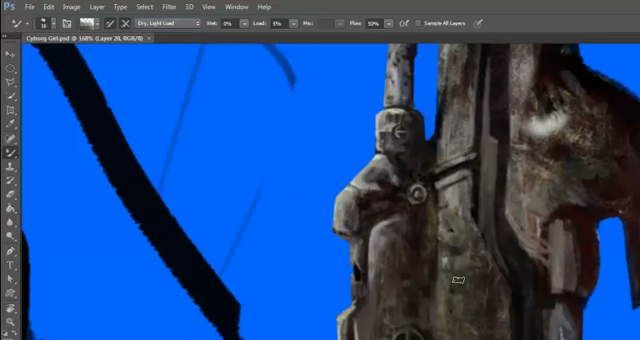 Ps File Edit Image Layer Type Select Filter 3D View Window Help
Dry, Light Load Wet: 0% Load: 5% Mix: Flow: 50% Sample All Layers
Cyborg Girl.psd @ 168% (Layer 20, RGB/8) ×